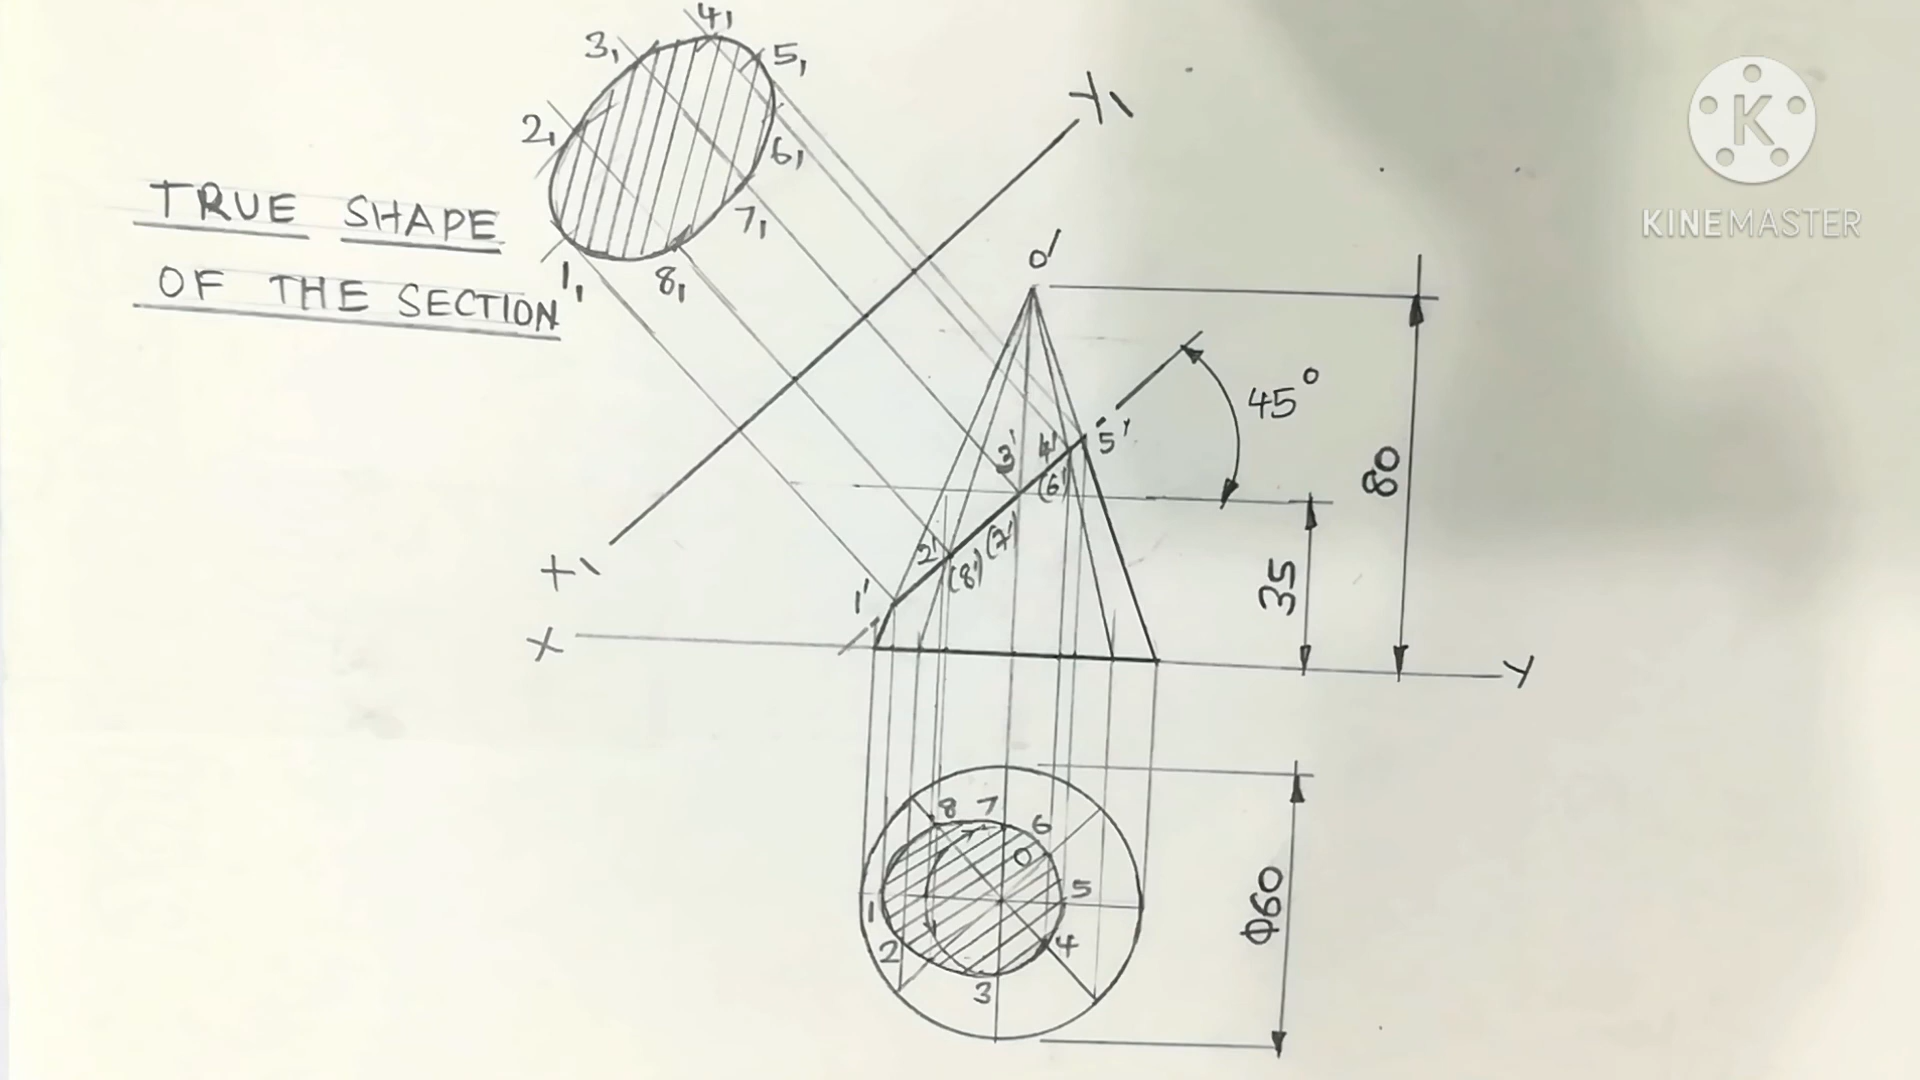 4₁
3₁
5₁
2₁
6₁
7₁
1₁
8₁
TRUE SHAPE
OF THE SECTION
X₁
Y₁
K
KINEMASTER
o'
45°
80
35
3'
4'
5'
(6')
2'
(7')
(8')
1'
X
Y
8 7 6
O
5
1
2
4
3
Φ60